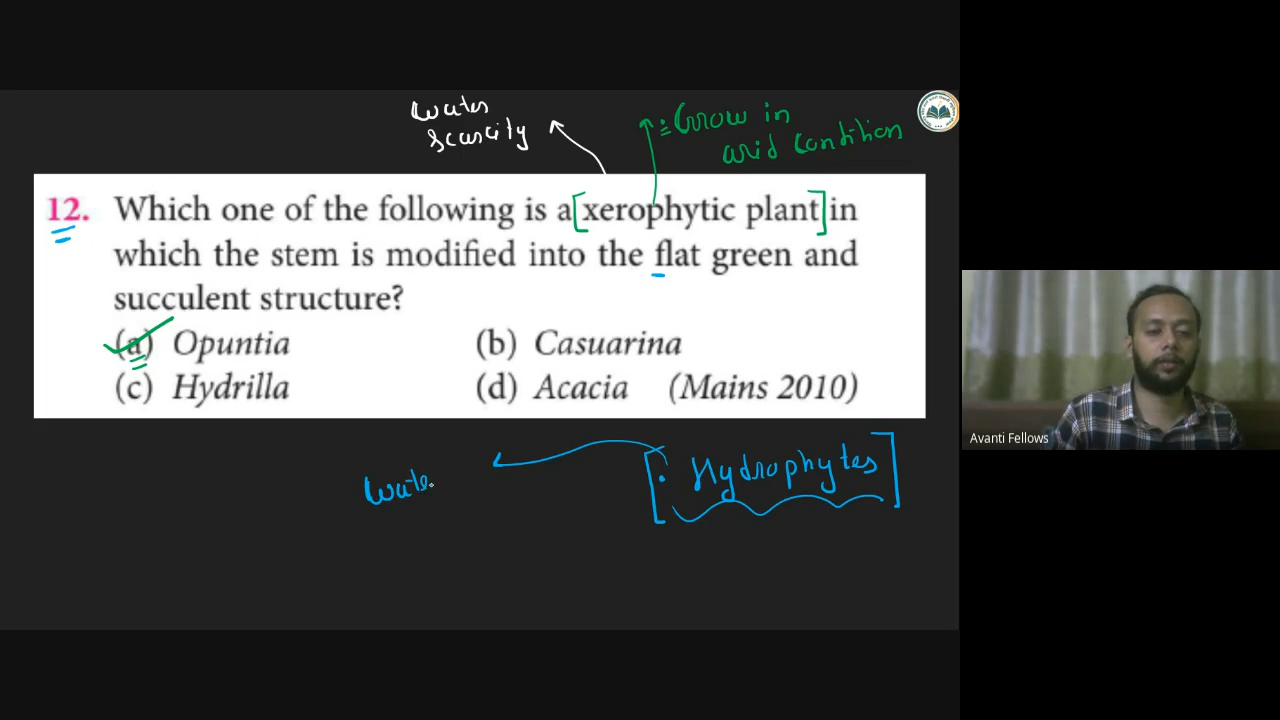 water
scarcity
:= Grow in
arid condition
12. Which one of the following is a [xerophytic plant] in
which the stem is modified into the flat green and
succulent structure?
(a) Opuntia (b) Casuarina
(c) Hydrilla (d) Acacia (Mains 2010)
[• Hydrophytes]
wate
Avanti Fellows